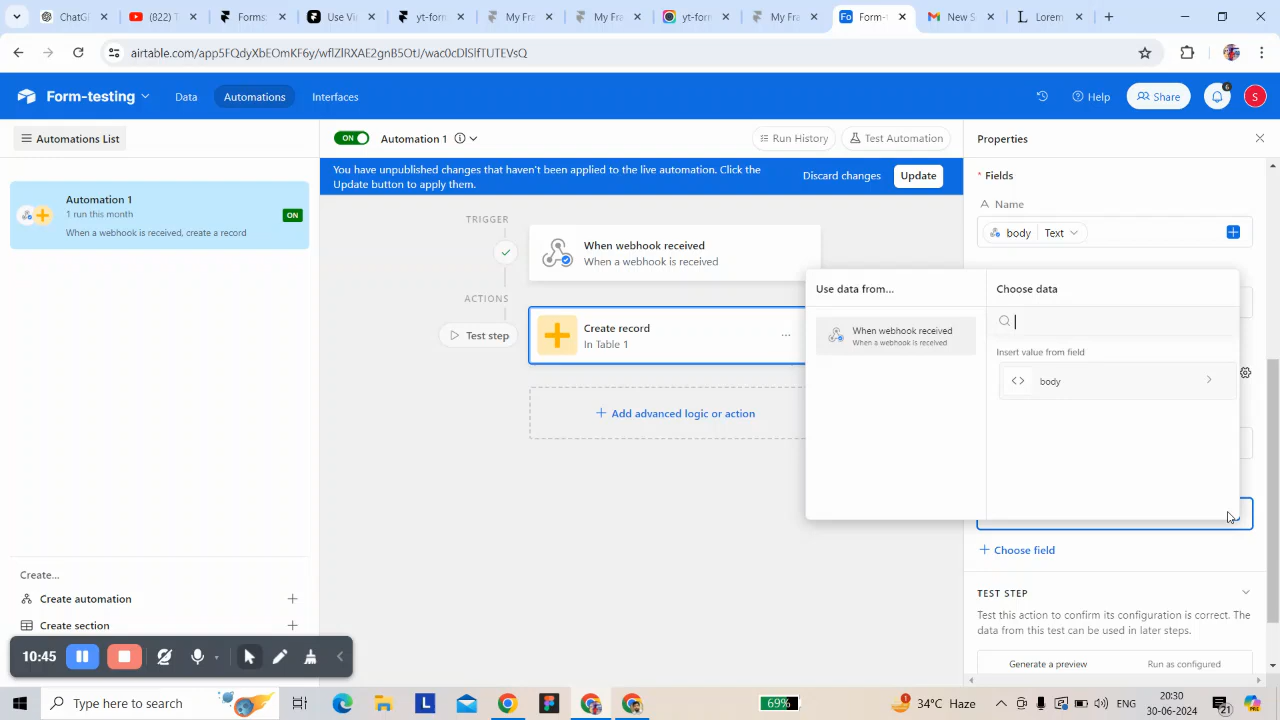 ChatG
(822)
Forms
Use Vi
yt-form
My Fra
My Fra
yt-form
My Fra
Fo
Form-
New S
Lorem
airtable.com/app5FQdyXbEOmKF6y/wflZlRXAE2gnB5OtJ/wac0cDlSlfTUTEVsQ
Form-testing
Data
Automations
Interfaces
Help
Share
6
S
Automations List
ON
Automation 1
Run History
Test Automation
Properties
You have unpublished changes that haven't been applied to the live automation. Click the
Update button to apply them.
Discard changes
Update
Automation 1
1 run this month
When a webhook is received, create a record
ON
TRIGGER
When webhook received
When a webhook is received
ACTIONS
Test step
Create record
In Table 1
...
Add advanced logic or action
* Fields
A Name
body
Text
Use data from...
When webhook received
When a webhook is received
Choose data
Insert value from field
<> body
Choose field
TEST STEP
Test this action to confirm its configuration is correct. The
data from this test can be used in later steps.
Generate a preview
Run as configured
Create...
Create automation
Create section
10:45
Type here to search
L
69%
1
34°C Haze
ENG
20:30
30-06-2024
21
PRE